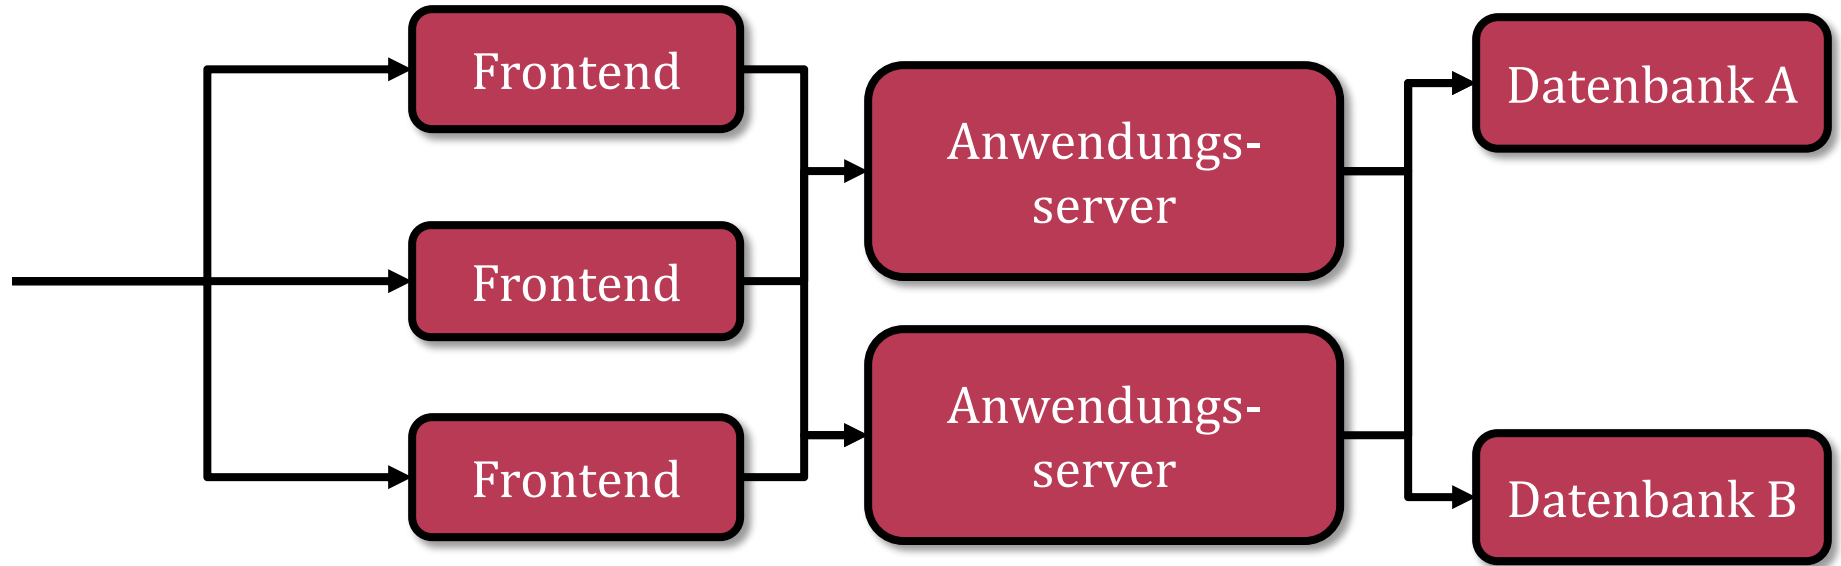 Frontend
Frontend
Frontend
Anwendungs-
server
Anwendungs-
server
Datenbank A
Datenbank B